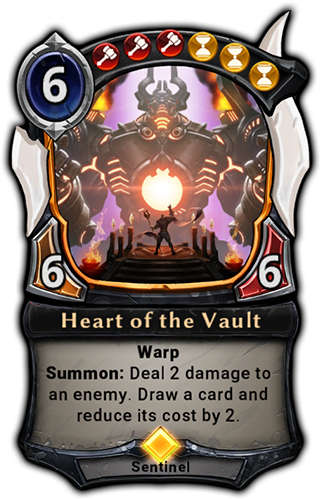 6
6
6
Heart of the Vault
Warp
Summon: Deal 2 damage to
an enemy. Draw a card and
reduce its cost by 2.
Sentinel